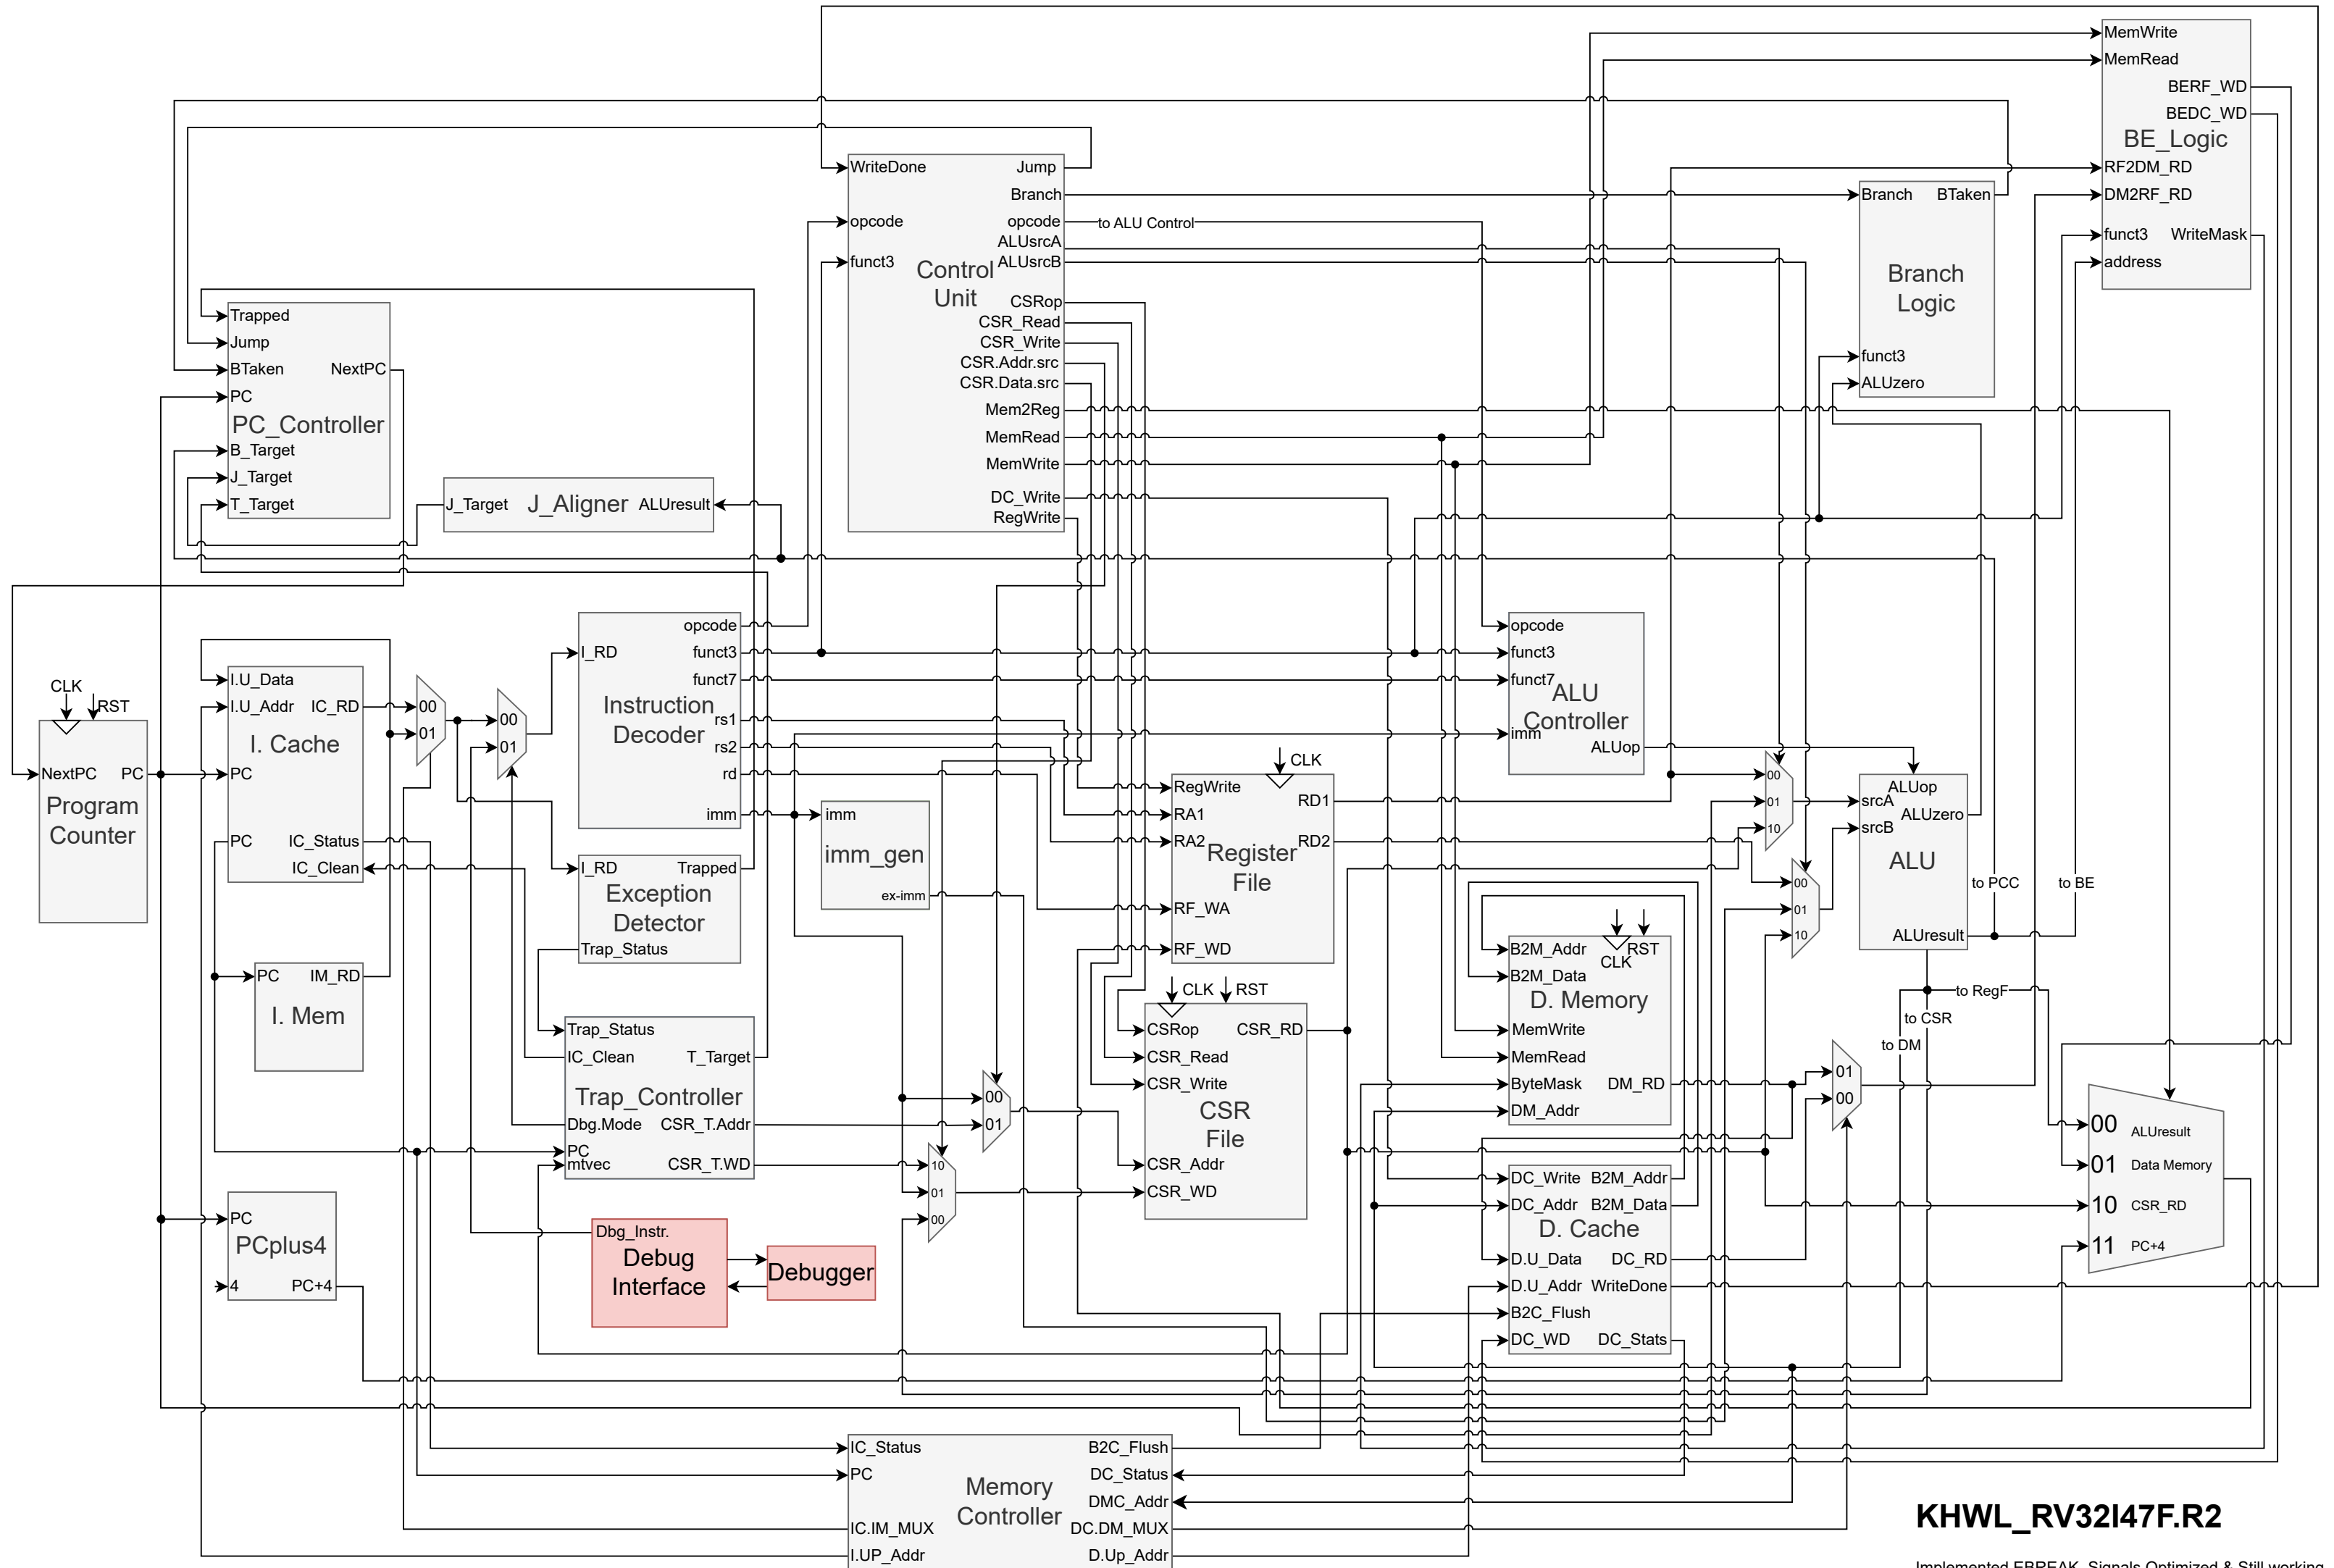 MemWrite
MemRead
BERF_WD
BEDC_WD
BE_Logic
RF2DM_RD
DM2RF_RD
funct3 WriteMask
address
WriteDone Jump
Branch
opcode opcode
to ALU Control
ALUsrcA
funct3 ALUsrcB
Control
Unit
CSRop
CSR_Read
CSR_Write
CSR.Addr.src
CSR.Data.src
Mem2Reg
MemRead
MemWrite
DC_Write
RegWrite
Branch BTaken
Branch
Logic
funct3
ALUzero
Trapped
Jump
BTaken NextPC
PC
PC_Controller
B_Target
J_Target
T_Target
J_Target J_Aligner ALUresult
CLK
RST
NextPC PC
Program
Counter
I.U_Data
I.U_Addr IC_RD
I. Cache
PC
PC IC_Status
IC_Clean
00
01
00
01
PC IM_RD
I. Mem
PC
PCplus4
4 PC+4
opcode
I_RD funct3
funct7
Instruction
Decoder
rs1
rs2
rd
imm
I_RD Trapped
Exception
Detector
Trap_Status
imm
imm_gen
ex-imm
Trap_Status
IC_Clean T_Target
Trap_Controller
Dbg.Mode CSR_T.Addr
PC
mtvec CSR_T.WD
Dbg_Instr.
Debug
Interface
Debugger
00
01
10
01
00
CLK
RegWrite
RD1
RA1
RA2 RD2
Register
File
RF_WA
RF_WD
CLK RST
CSRop CSR_RD
CSR_Read
CSR_Write
CSR
File
CSR_Addr
CSR_WD
opcode
funct3
funct7
ALU
Controller
imm
ALUop
00
01
10
00
01
10
ALUop
srcA
ALUzero
srcB
ALU
ALUresult
to PCC
to BE
to RegF
to CSR
to DM
B2M_Addr RST
CLK
B2M_Data
D. Memory
MemWrite
MemRead
ByteMask DM_RD
DM_Addr
01
00
DC_Write B2M_Addr
DC_Addr B2M_Data
D. Cache
D.U_Data DC_RD
D.U_Addr WriteDone
B2C_Flush
DC_WD DC_Stats
00 ALUresult
01 Data Memory
10 CSR_RD
11 PC+4
IC_Status B2C_Flush
PC DC_Status
Memory
Controller
DMC_Addr
IC.IM_MUX DC.DM_MUX
I.UP_Addr D.Up_Addr
KHWL_RV32I47F.R2
Implemented EBREAK, Signals Optimized & Still working